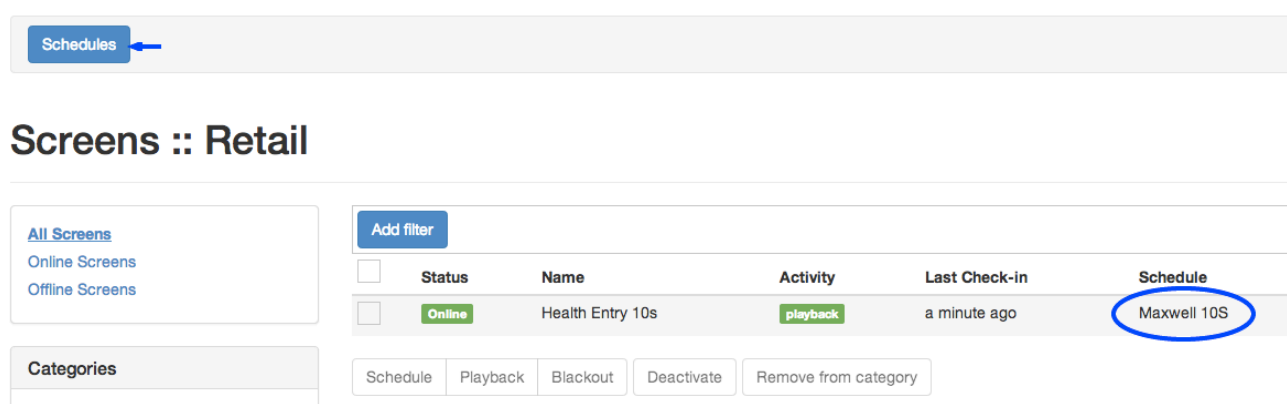 Schedules
Screens :: Retail
All Screens
Online Screens
Offline Screens
Categories
Add filter
Status Name Activity Last Check-in Schedule
Online Health Entry 10s playback a minute ago Maxwell 10S
Schedule Playback Blackout Deactivate Remove from category